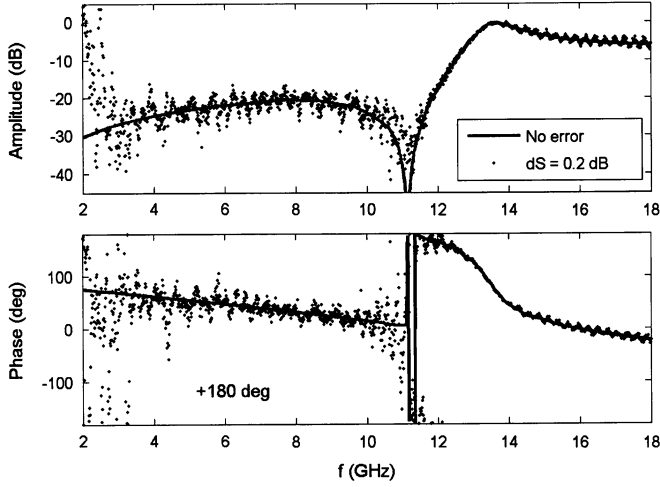 Amplitude (dB)
0
-10
-20
-30
-40
No error
dS = 0.2 dB
2 4 6 8 10 12 14 16 18
Phase (deg)
100
0
-100
+180 deg
2 4 6 8 10 12 14 16 18
f (GHz)